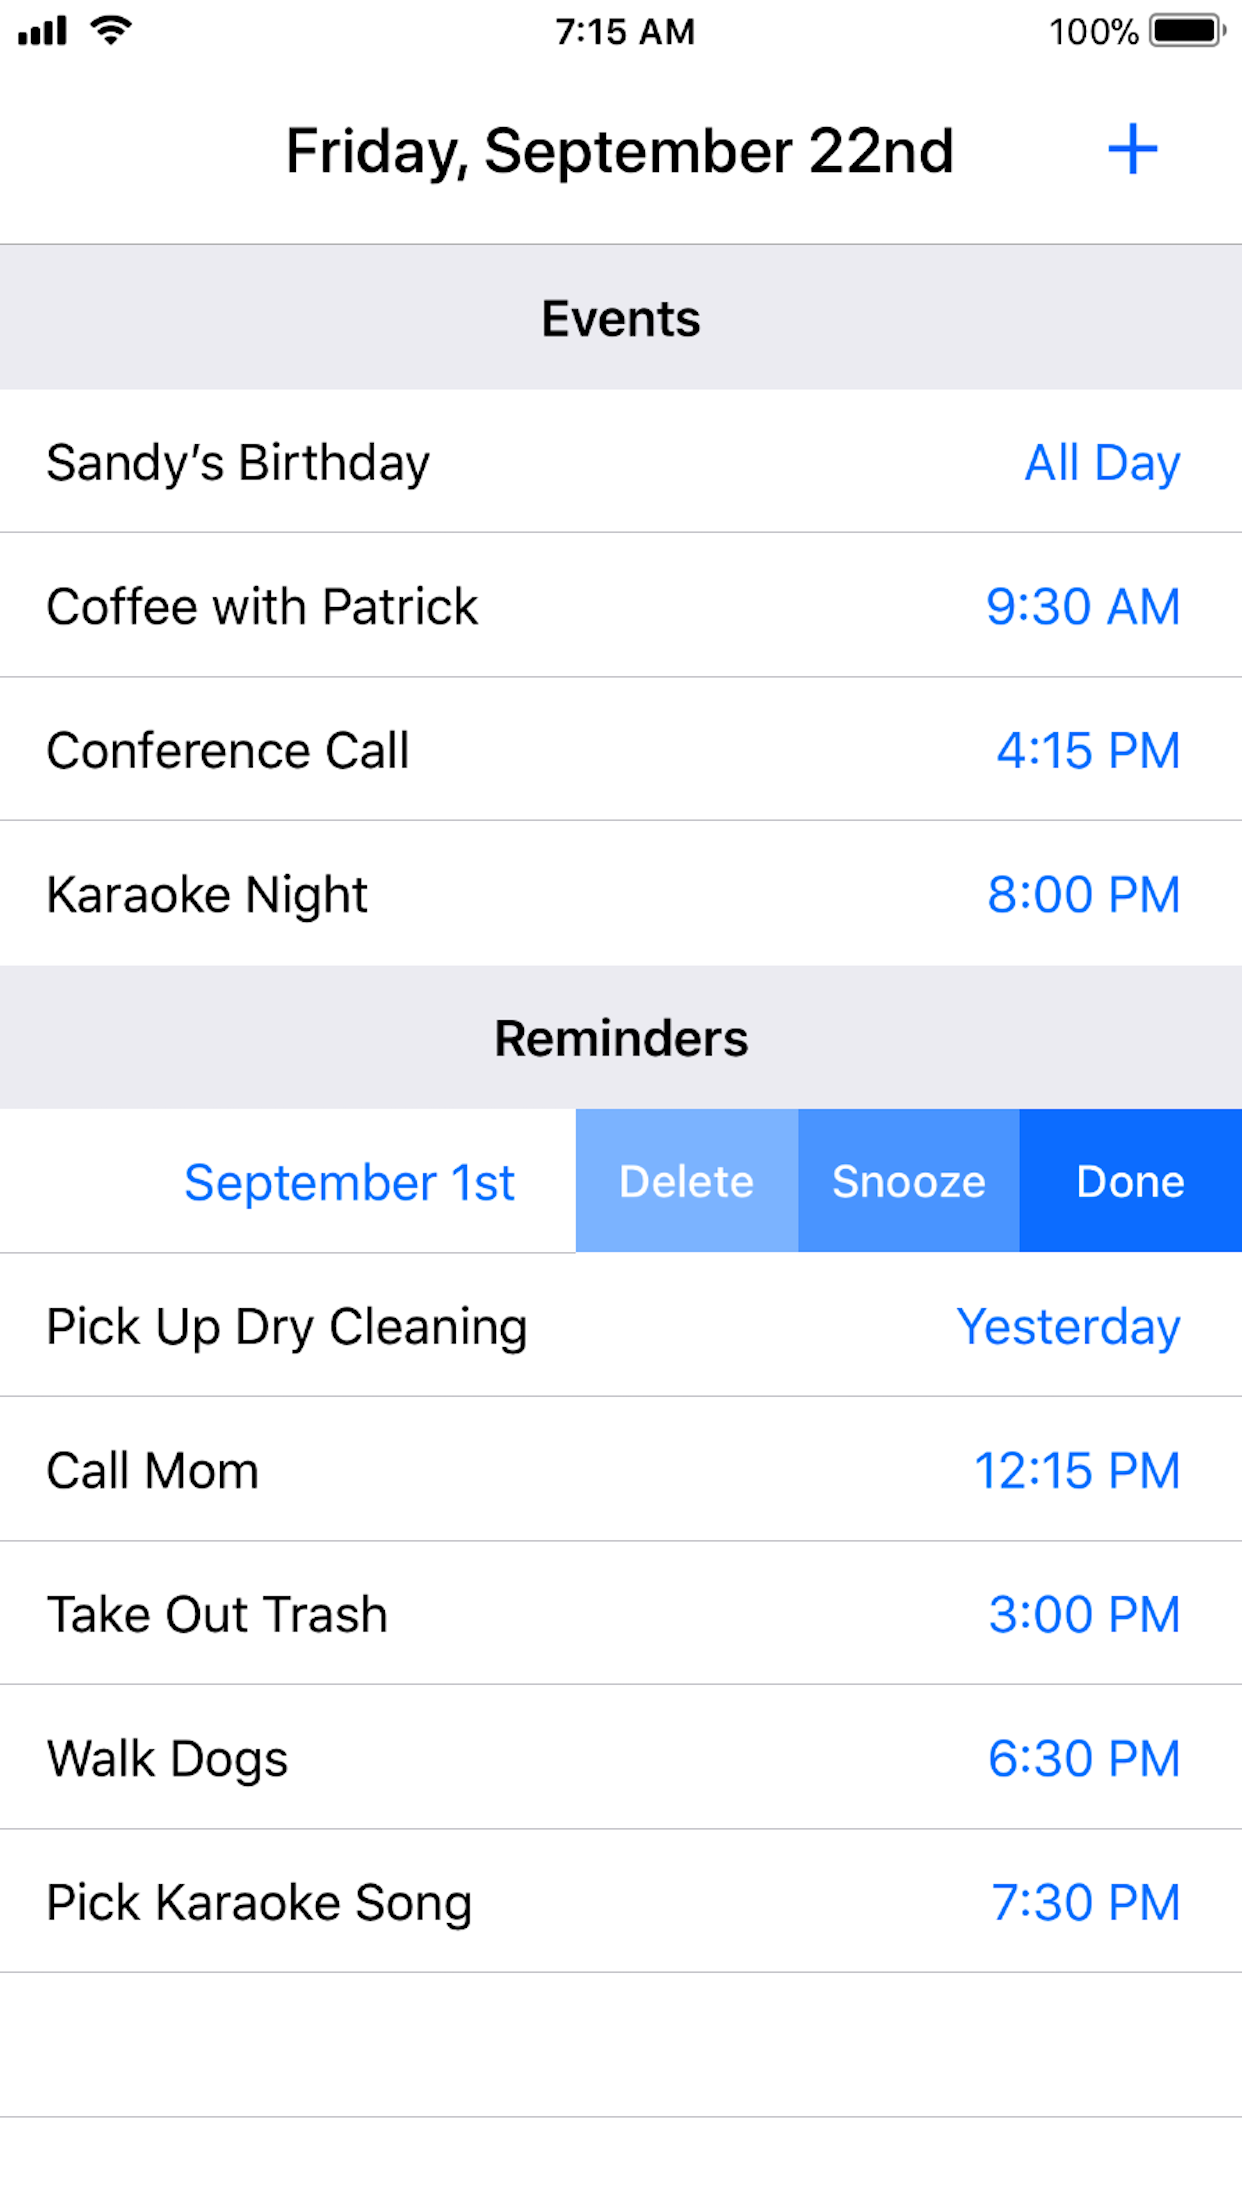 7:15 AM 100%
Friday, September 22nd +
Events
Sandy’s Birthday All Day
Coffee with Patrick 9:30 AM
Conference Call 4:15 PM
Karaoke Night 8:00 PM
Reminders
September 1st Delete Snooze Done
Pick Up Dry Cleaning Yesterday
Call Mom 12:15 PM
Take Out Trash 3:00 PM
Walk Dogs 6:30 PM
Pick Karaoke Song 7:30 PM